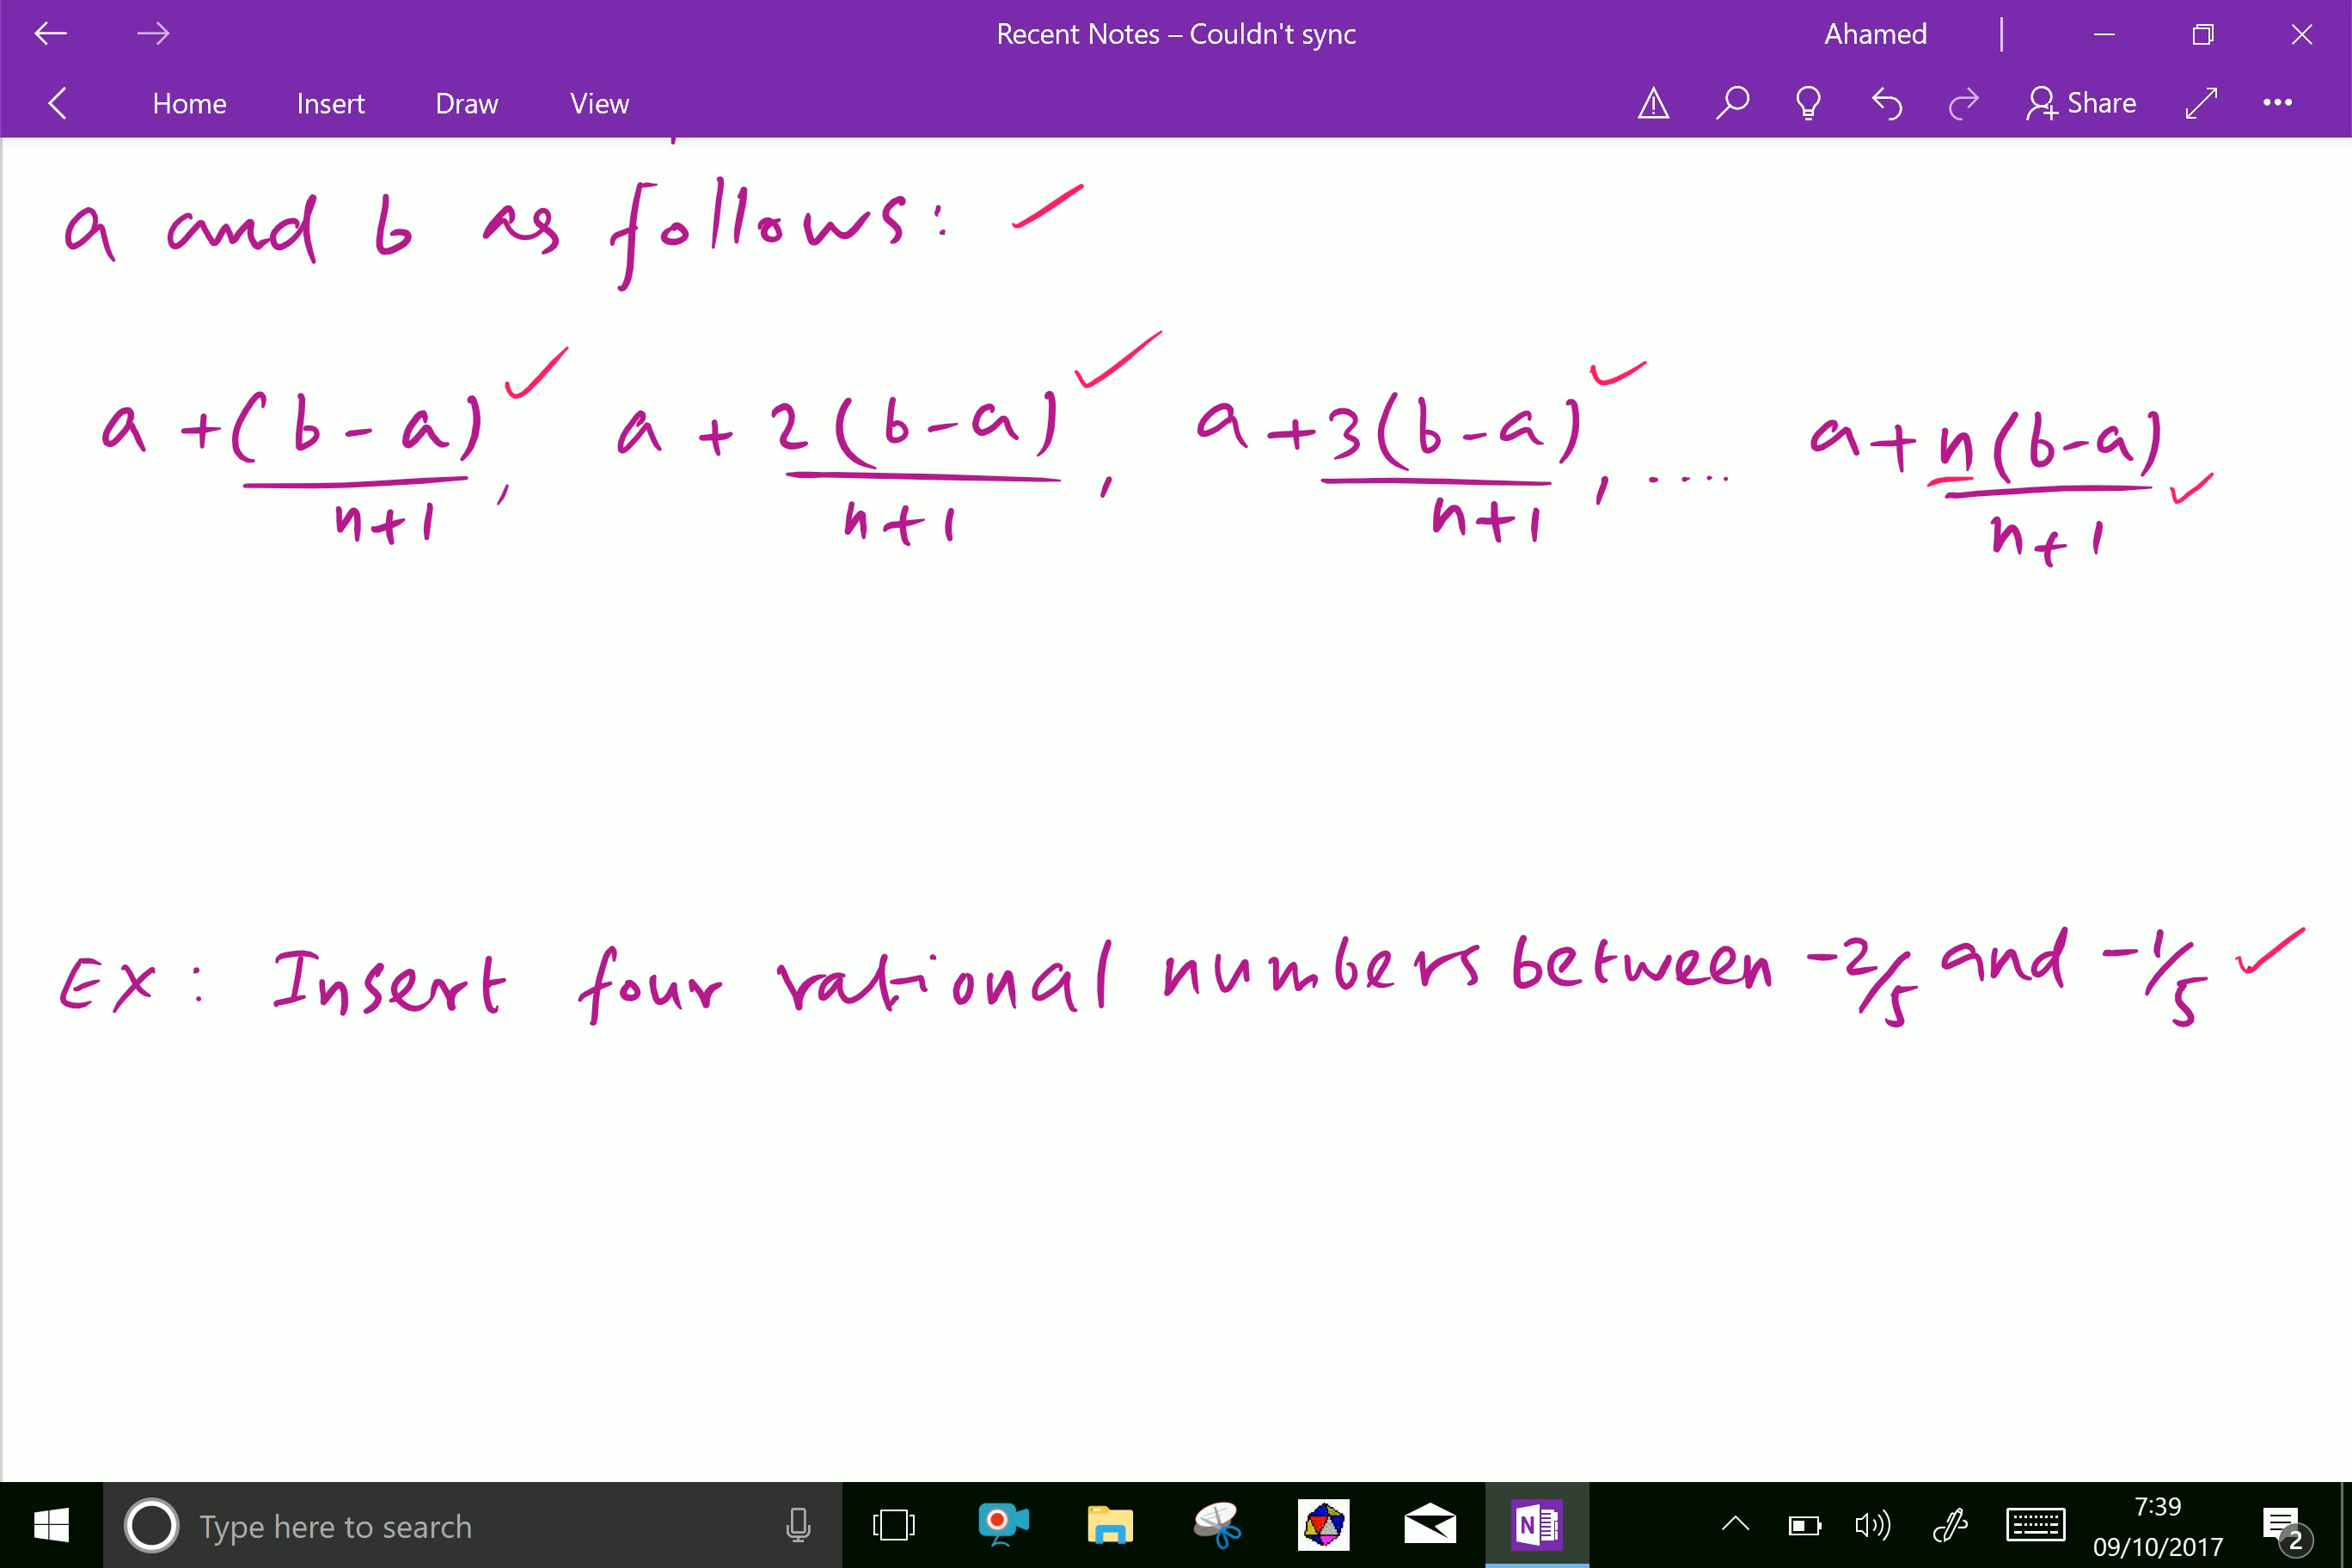 Recent Notes – Couldn't sync
Ahamed
Home Insert Draw View
Share
a and b as follows:
a + (b-a)/n+1, a + 2(b-a)/n+1, a + 3(b-a)/n+1, ..... a + n(b-a)/n+1
EX: Insert four rational numbers between -2/5 and -1/5
Type here to search
N
7:39
09/10/2017
2